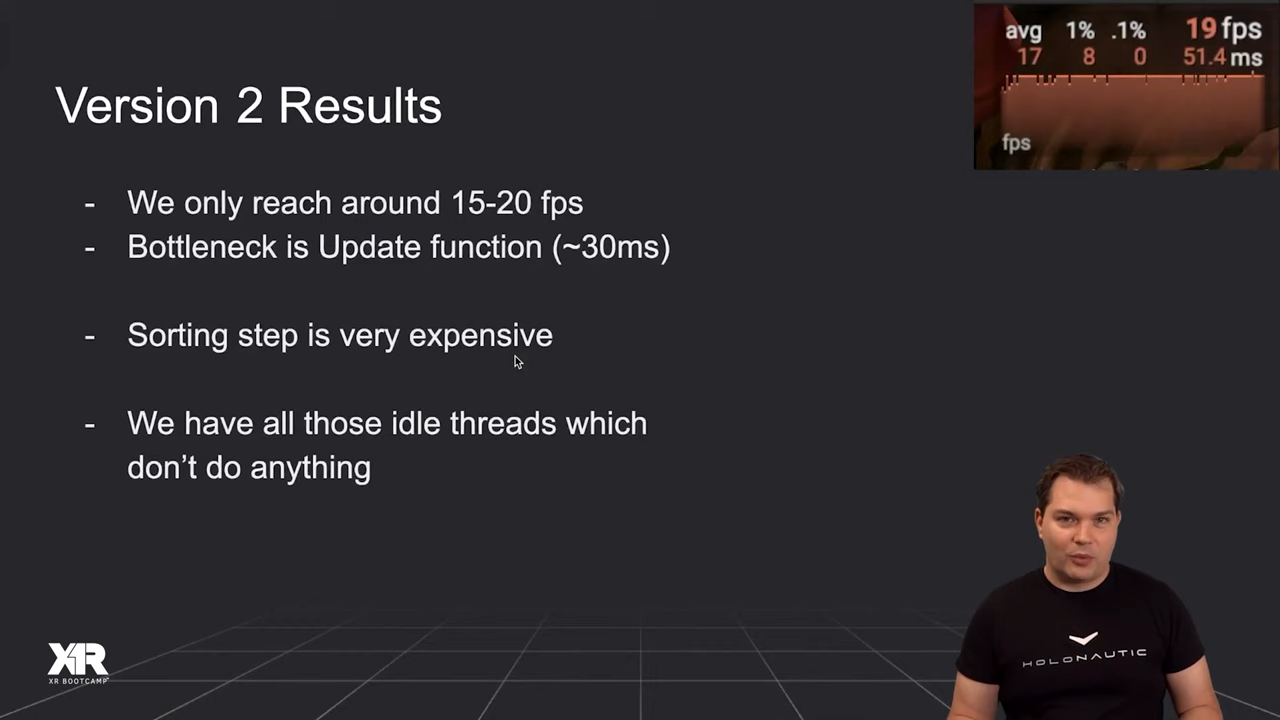 avg 1% .1% 19 fps
17 8 0 51.4 ms
fps
Version 2 Results
- We only reach around 15-20 fps
- Bottleneck is Update function (~30ms)
- Sorting step is very expensive
- We have all those idle threads which
don't do anything
XR
XR BOOTCAMP
HOLONAUTIC